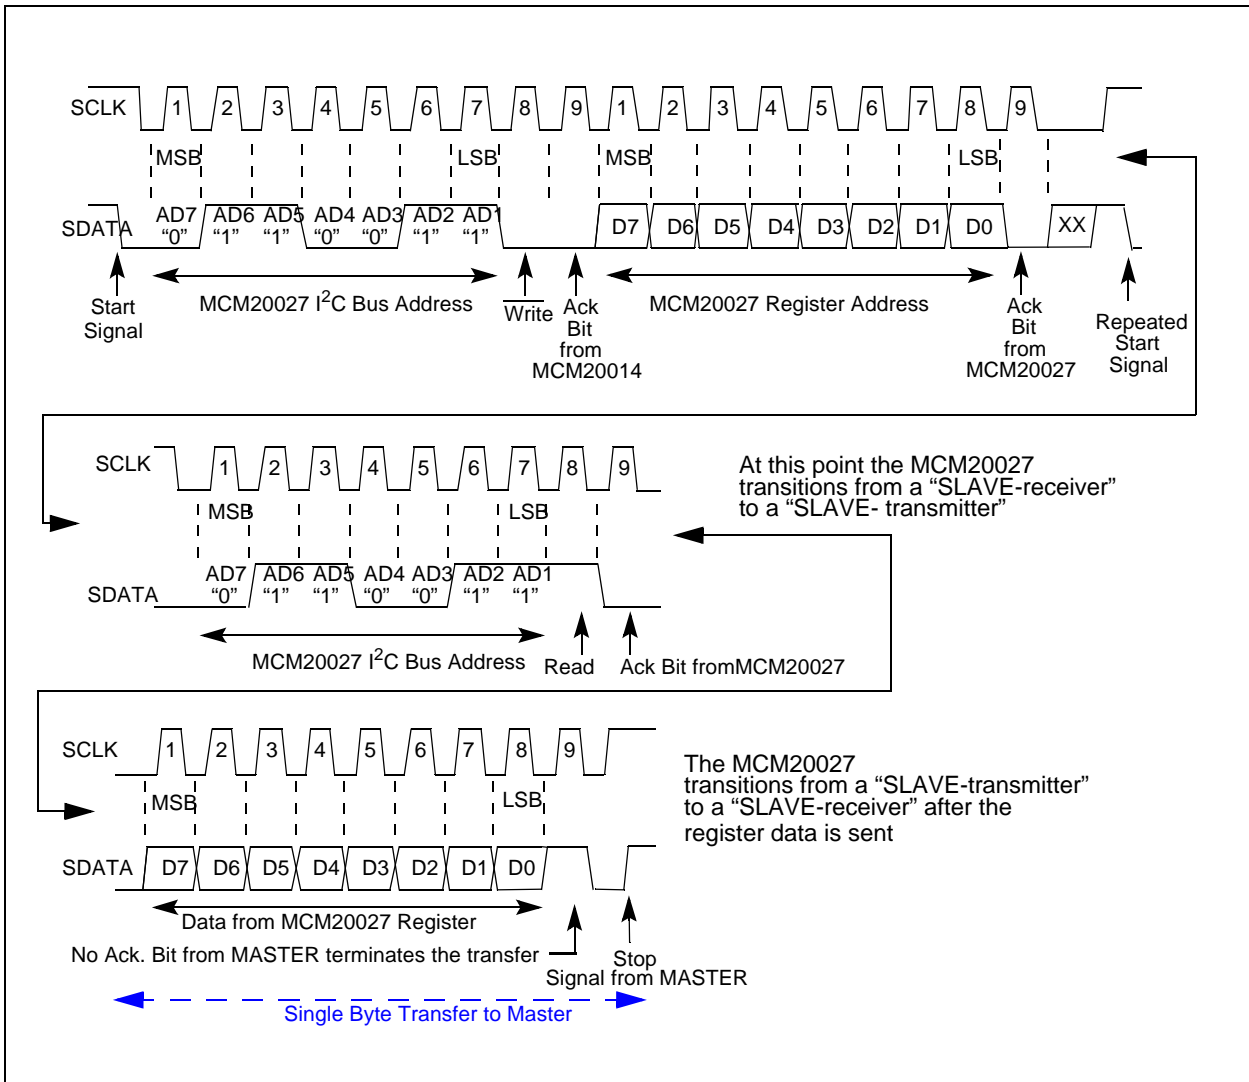 SCLK 1 2 3 4 5 6 7 8 9 1 2 3 4 5 6 7 8 9
MSB LSB MSB LSB
SDATA AD7 AD6 AD5 AD4 AD3 AD2 AD1 D7 D6 D5 D4 D3 D2 D1 D0 XX
“0” “1” “1” “0” “0” “1” “1”
Start
Signal
MCM20027 I2C Bus Address
Write
Ack
Bit
from
MCM20014
MCM20027 Register Address
Ack
Bit
from
MCM20027
Repeated
Start
Signal
SCLK 1 2 3 4 5 6 7 8 9
MSB LSB
At this point the MCM20027
transitions from a “SLAVE-receiver”
to a “SLAVE- transmitter”
SDATA AD7 AD6 AD5 AD4 AD3 AD2 AD1
“0” “1” “1” “0” “0” “1” “1”
MCM20027 I2C Bus Address
Read
Ack Bit fromMCM20027
SCLK 1 2 3 4 5 6 7 8 9
MSB LSB
The MCM20027
transitions from a “SLAVE-transmitter”
to a “SLAVE-receiver” after the
register data is sent
SDATA D7 D6 D5 D4 D3 D2 D1 D0
Data from MCM20027 Register
No Ack. Bit from MASTER terminates the transfer
Stop
Signal from MASTER
Single Byte Transfer to Master